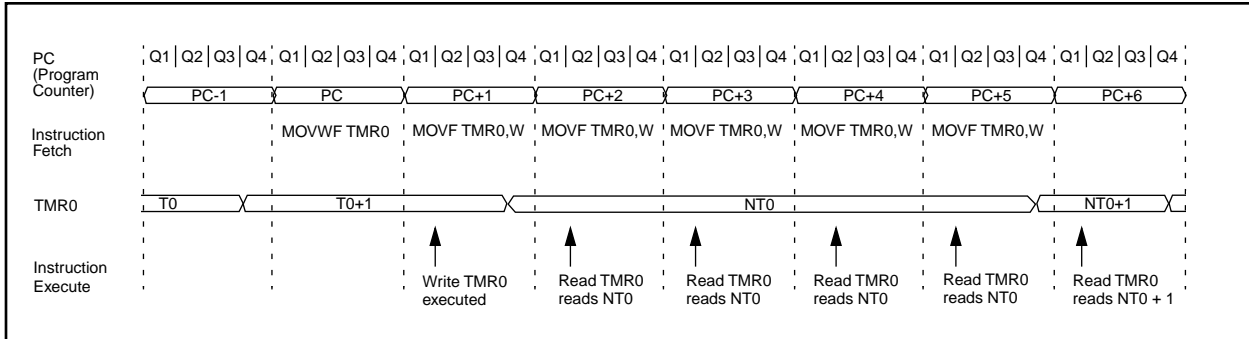 PC
(Program
Counter)
Q1 Q2 Q3 Q4 Q1 Q2 Q3 Q4 Q1 Q2 Q3 Q4 Q1 Q2 Q3 Q4 Q1 Q2 Q3 Q4 Q1 Q2 Q3 Q4 Q1 Q2 Q3 Q4 Q1 Q2 Q3 Q4
PC-1 PC PC+1 PC+2 PC+3 PC+4 PC+5 PC+6
Instruction
Fetch
MOVWF TMR0 MOVF TMR0,W MOVF TMR0,W MOVF TMR0,W MOVF TMR0,W MOVF TMR0,W
TMR0
T0 T0+1 NT0 NT0+1
Instruction
Execute
Write TMR0
executed
Read TMR0
reads NT0
Read TMR0
reads NT0
Read TMR0
reads NT0
Read TMR0
reads NT0
Read TMR0
reads NT0 + 1